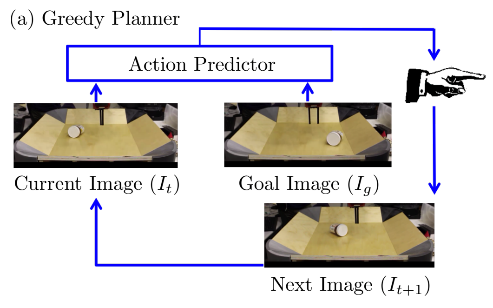 (a) Greedy Planner
Action Predictor
Current Image (I_t)
Goal Image (I_g)
Next Image (I_{t+1})